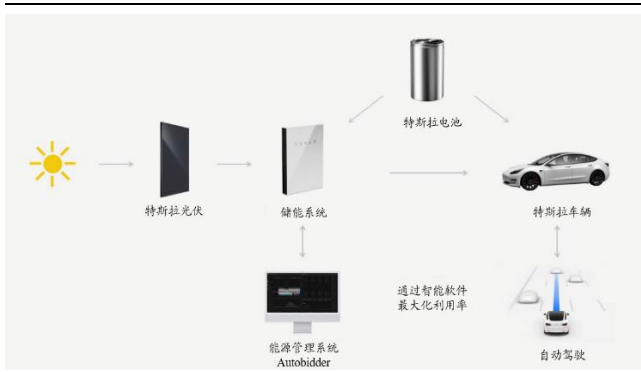 特斯拉电池
特斯拉光伏
储能系统
特斯拉车辆
通过智能软件
最大化利用率
能源管理系统
Autobidder
自动驾驶